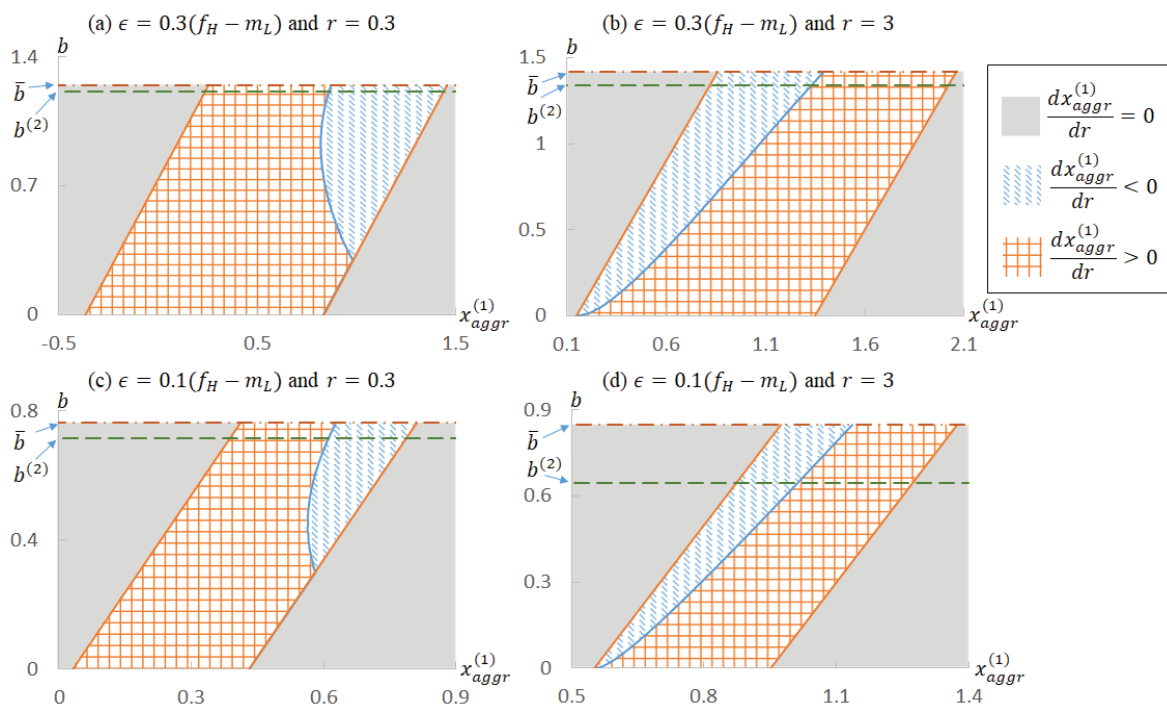 (a) ϵ = 0.3(f_H − m_L) and r = 0.3
b
1.4
b̄
b^(2)
0.7
0
x_aggr^(1)
-0.5
0.5
1.5
(b) ϵ = 0.3(f_H − m_L) and r = 3
b
1.5
b̄
b^(2)
1
0.5
0
x_aggr^(1)
0.1
0.6
1.1
1.6
2.1
dx_aggr^(1)/dr = 0
dx_aggr^(1)/dr < 0
dx_aggr^(1)/dr > 0
(c) ϵ = 0.1(f_H − m_L) and r = 0.3
b
0.8
b̄
b^(2)
0.4
0
x_aggr^(1)
0
0.3
0.6
0.9
(d) ϵ = 0.1(f_H − m_L) and r = 3
b
0.9
b̄
b^(2)
0.6
0.3
0
x_aggr^(1)
0.5
0.8
1.1
1.4